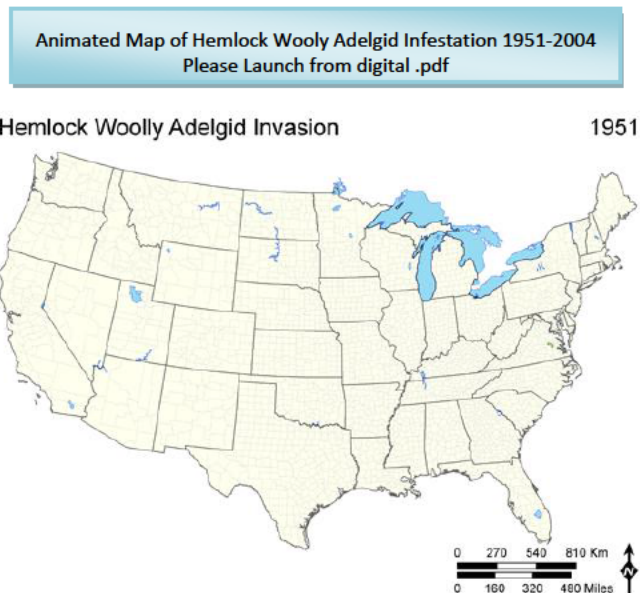 Animated Map of Hemlock Wooly Adelgid Infestation 1951-2004
Please Launch from digital .pdf
Hemlock Woolly Adelgid Invasion 1951
0 270 540 810 Km
0 160 320 480 Miles
N